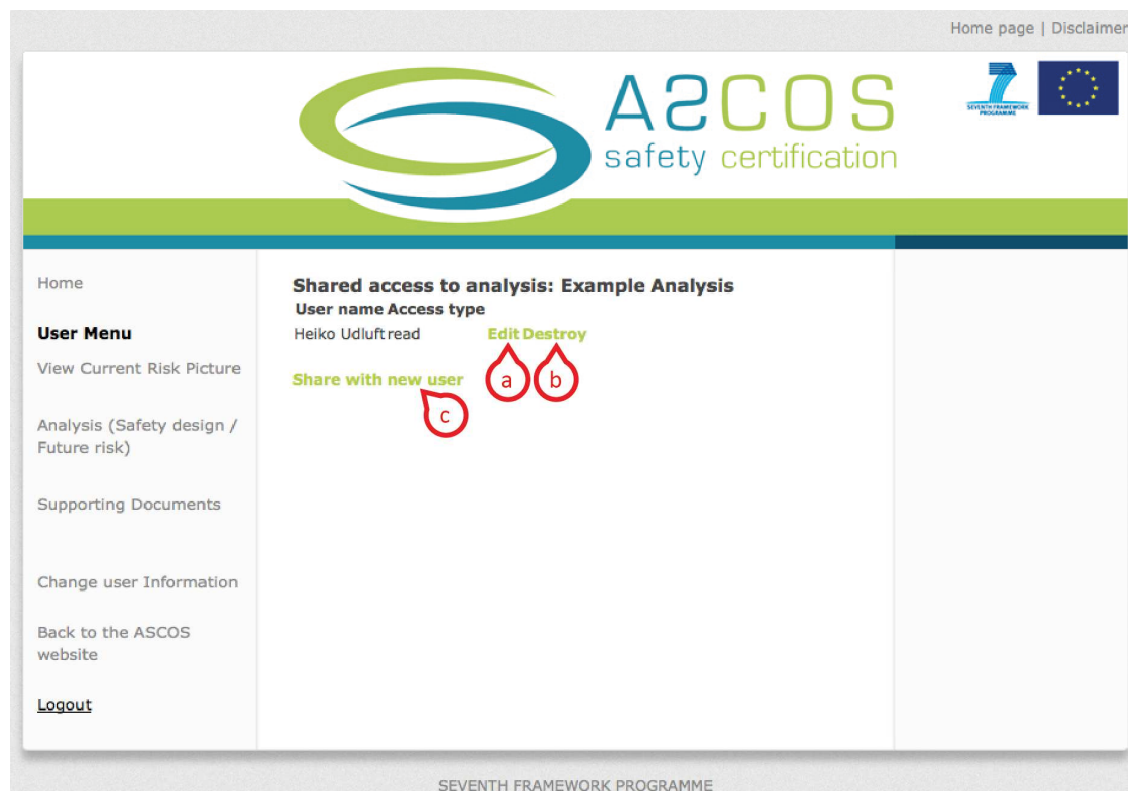 Home page | Disclaimer
ASCOS
safety certification
SEVENTH FRAMEWORK
PROGRAMME
Home
User Menu
View Current Risk Picture
Analysis (Safety design /
Future risk)
Supporting Documents
Change user Information
Back to the ASCOS
website
Logout
Shared access to analysis: Example Analysis
User name Access type
Heiko Udluft read Edit Destroy
a b
Share with new user
c
SEVENTH FRAMEWORK PROGRAMME